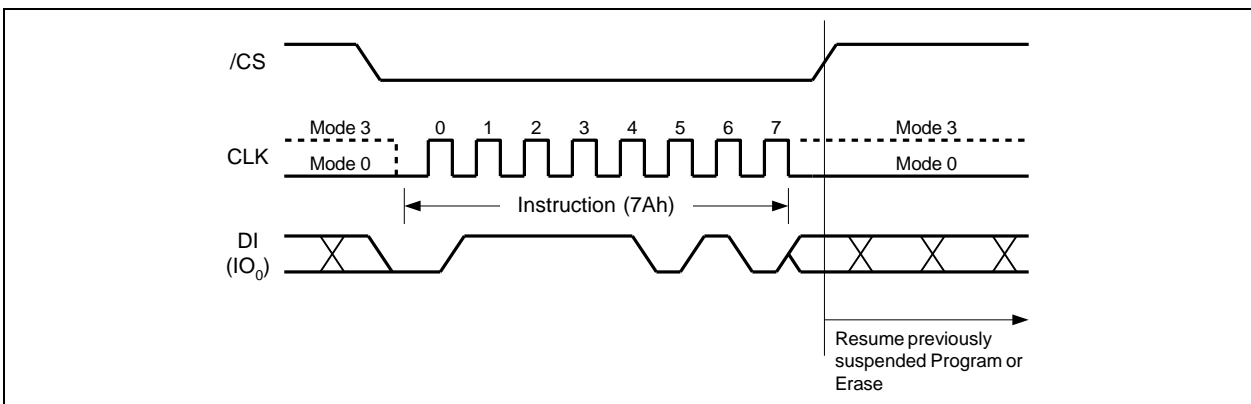 /CS
Mode 3 0 1 2 3 4 5 6 7 Mode 3
CLK
Mode 0 Mode 0
Instruction (7Ah)
DI
(IO0)
Resume previously
suspended Program or
Erase